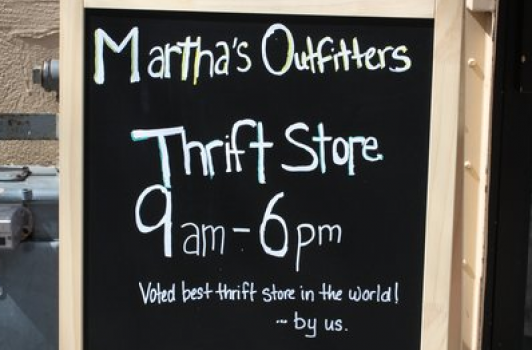 Martha's Outfitters
Thrift Store
9am - 6pm
Voted best thrift store in the world!
-- by us.